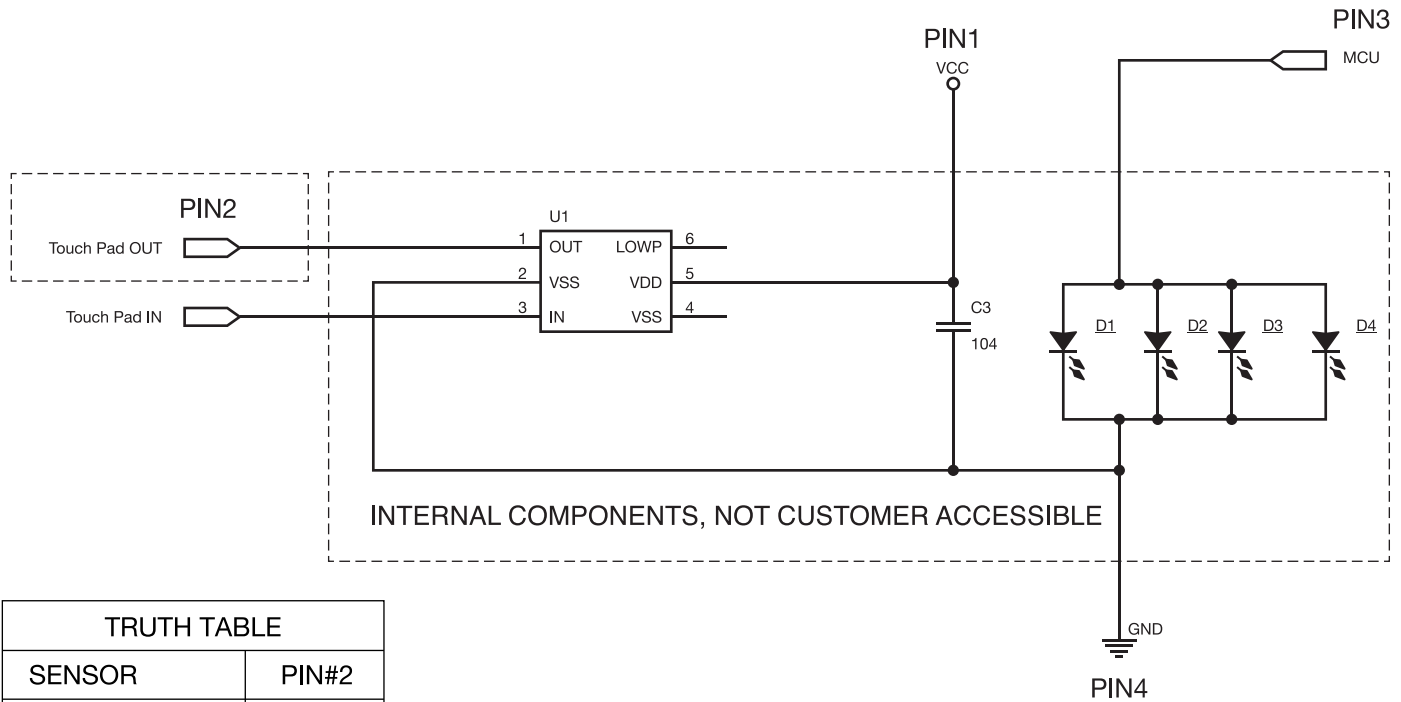 PIN3
MCU
PIN1
VCC
PIN2
Touch Pad OUT
Touch Pad IN
U1
1 OUT LOWP 6
2 VSS VDD 5
3 IN VSS 4
C3
104
D1 D2 D3 D4
INTERNAL COMPONENTS, NOT CUSTOMER ACCESSIBLE
GND
PIN4
TRUTH TABLE
SENSOR PIN#2